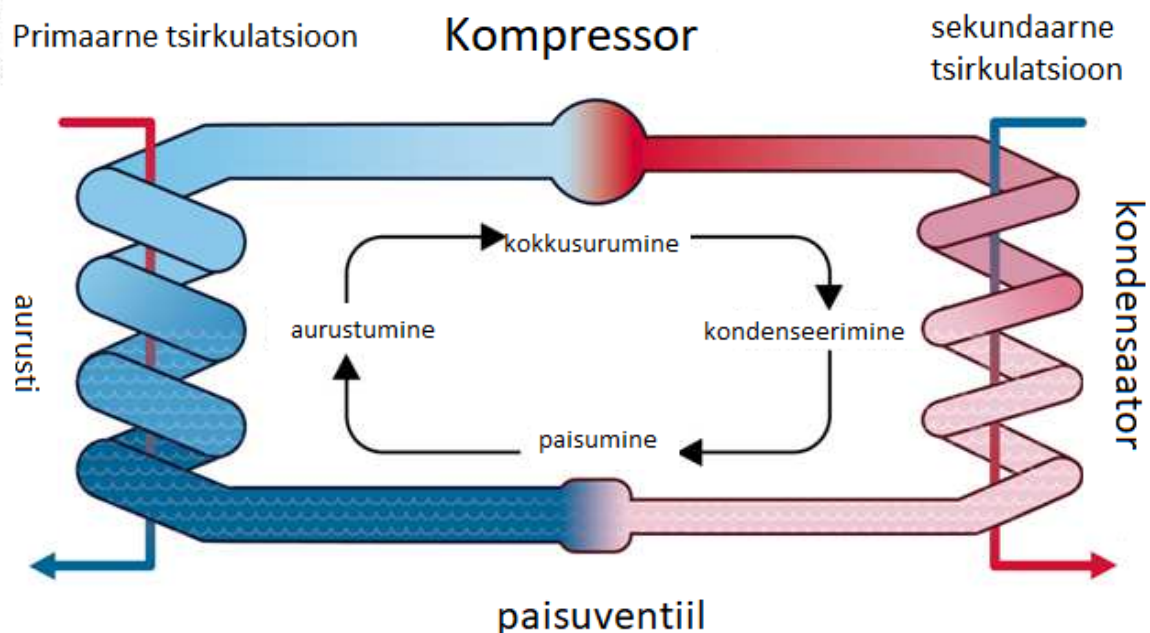 Primaarne tsirkulatsioon
Kompressor
sekundaarne
tsirkulatsioon
kokkusurumine
aurustumine
kondenseerimine
paisumine
aurusti
kondensaator
paisuventiil